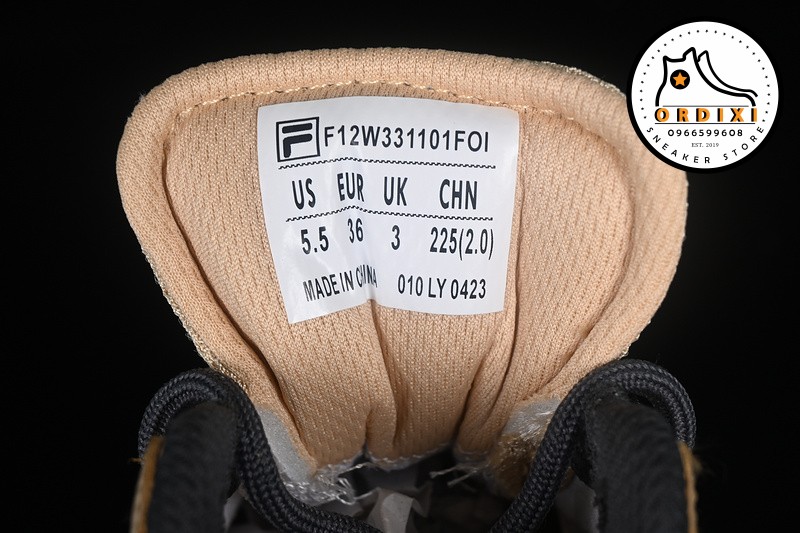 F12W331101FOI
US EUR UK CHN
5.5 36 3 225(2.0)
MADE IN CHINA 010 LY 0423
ORDIXI
0966599608
EST. 2019
SNEAKER STORE